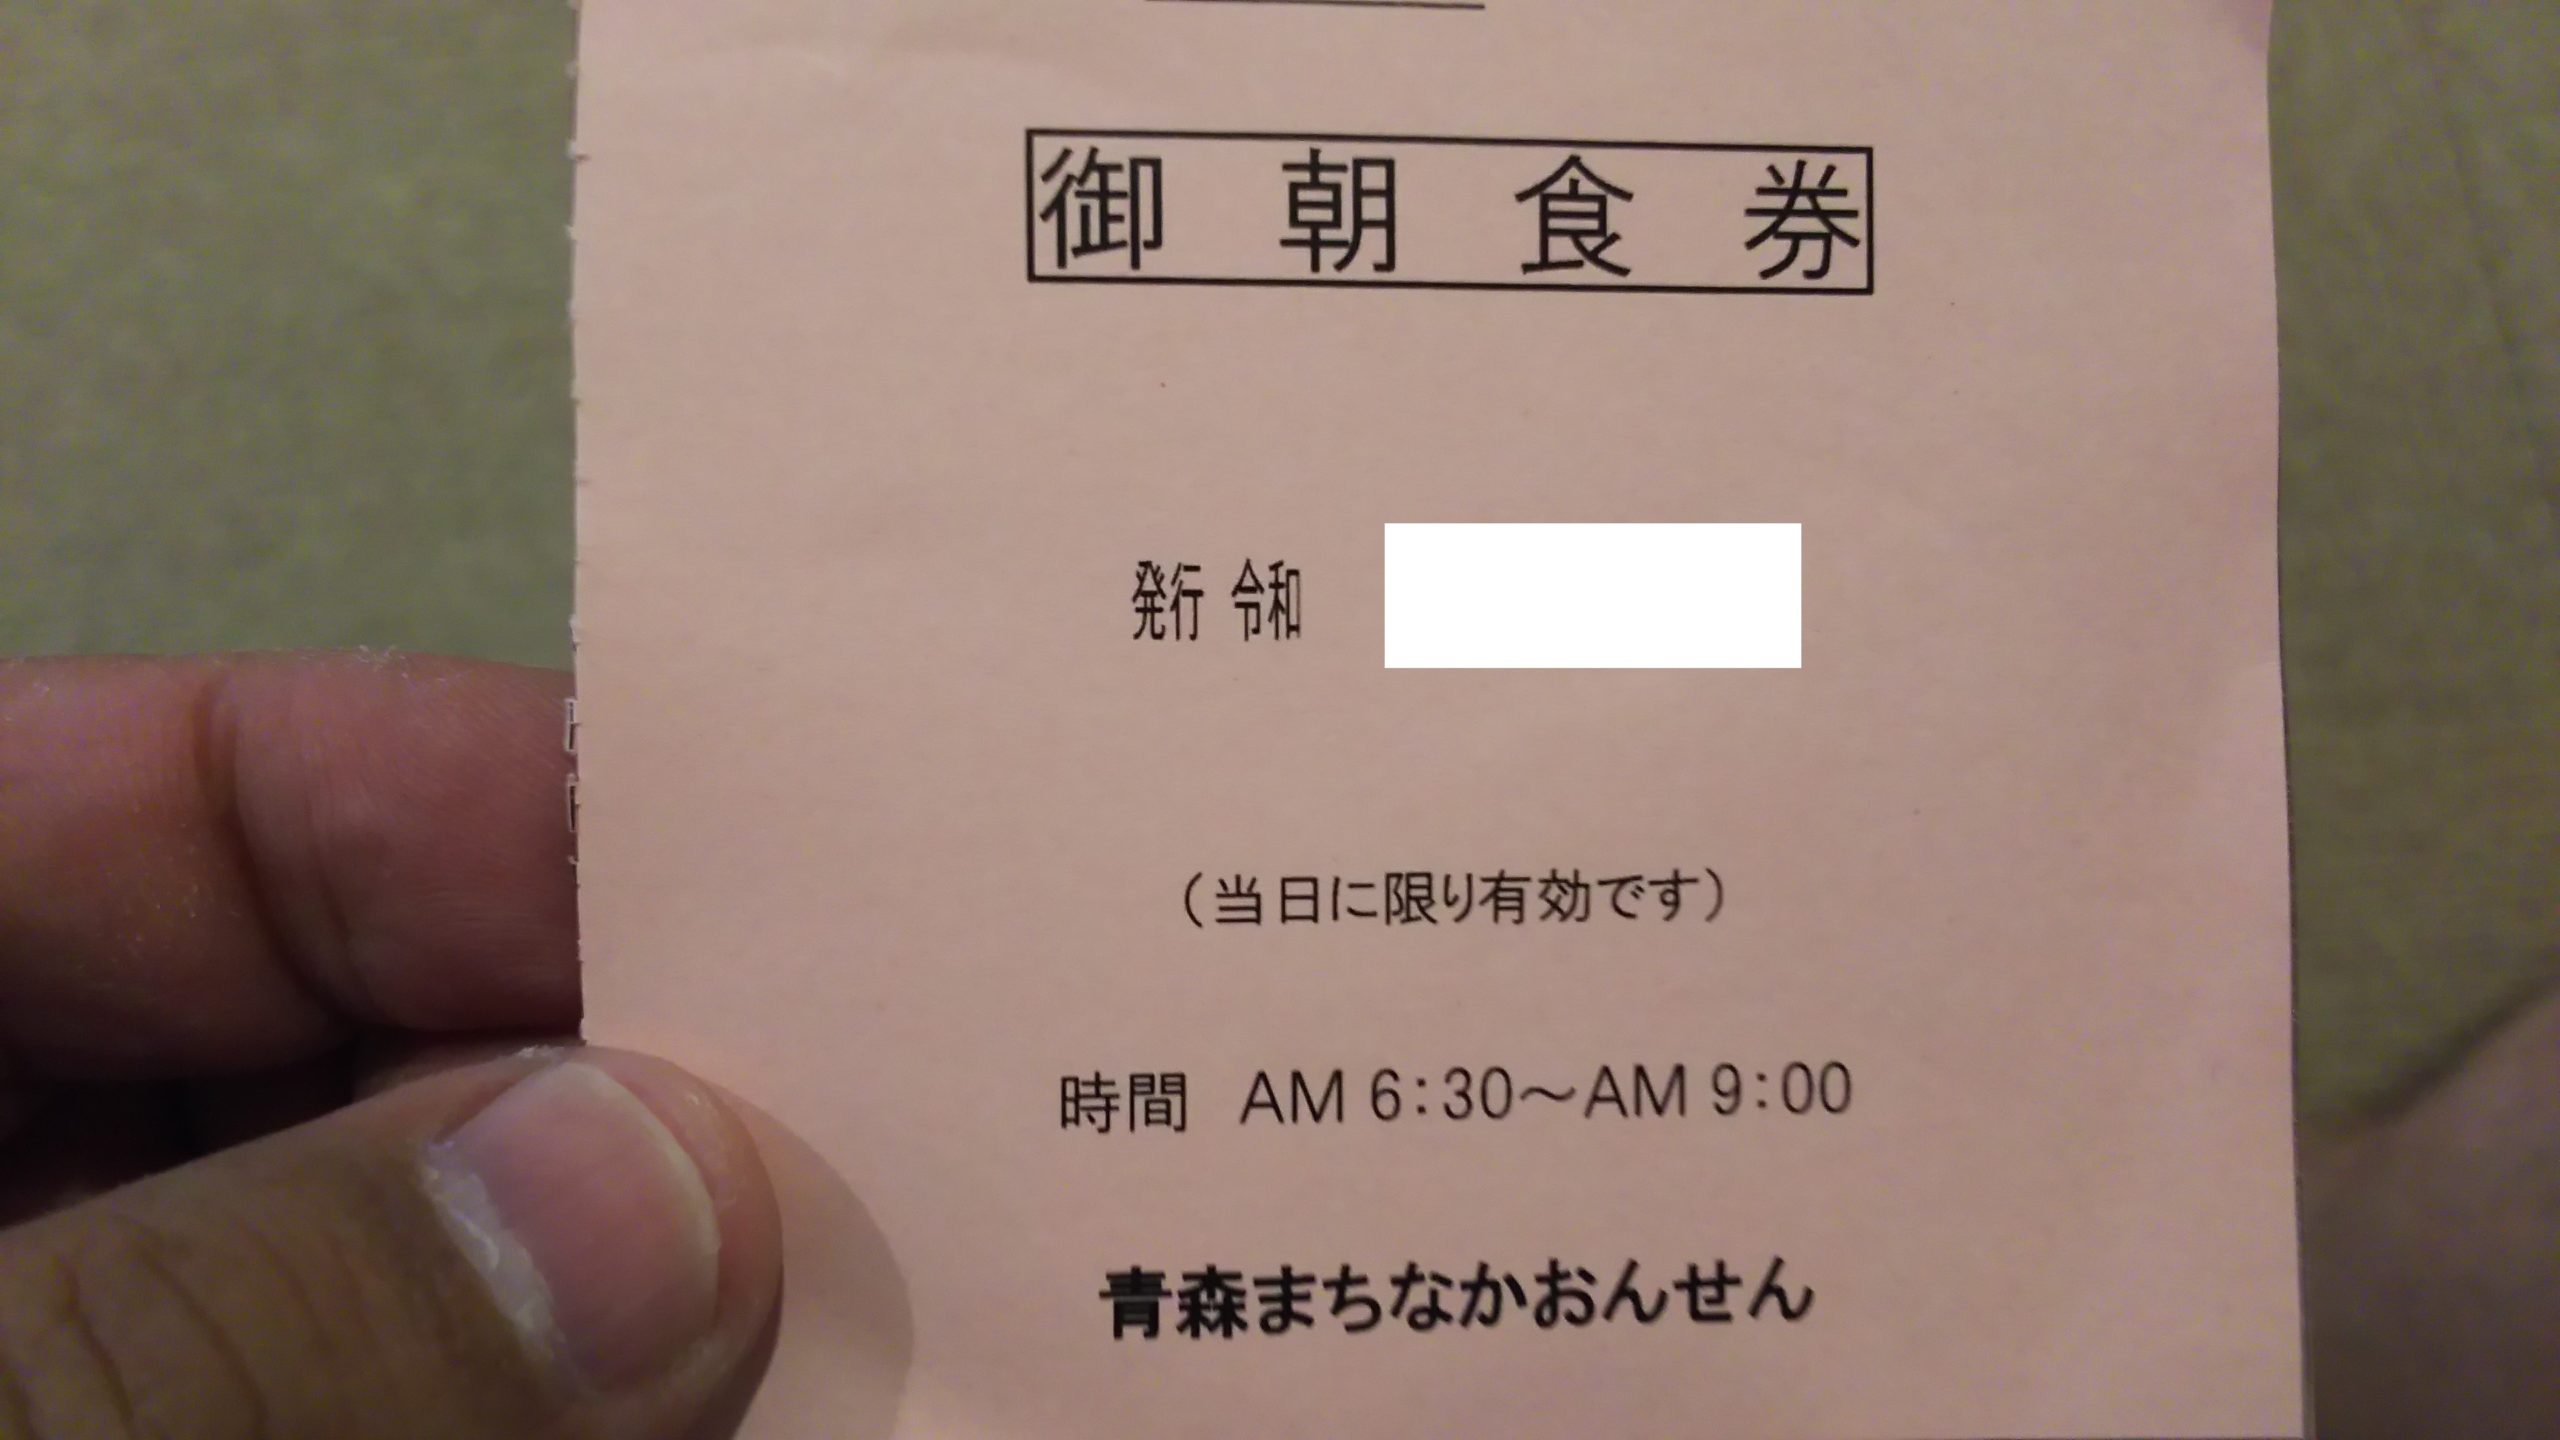 御朝食券
発行 令和
（当日に限り有効です）
時間 AM 6：30～AM 9：00
青森まちなかおんせん